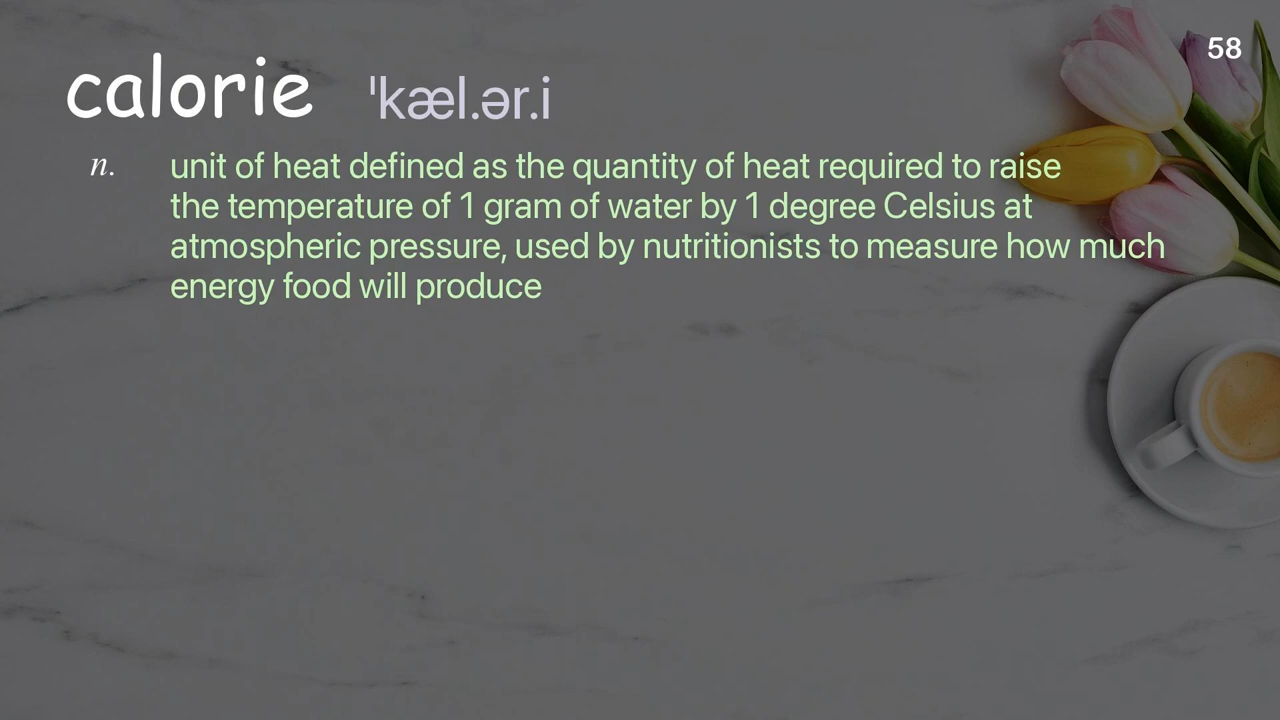 58
calorie ˈkæl.ər.i
n. unit of heat defined as the quantity of heat required to raise
the temperature of 1 gram of water by 1 degree Celsius at
atmospheric pressure, used by nutritionists to measure how much
energy food will produce